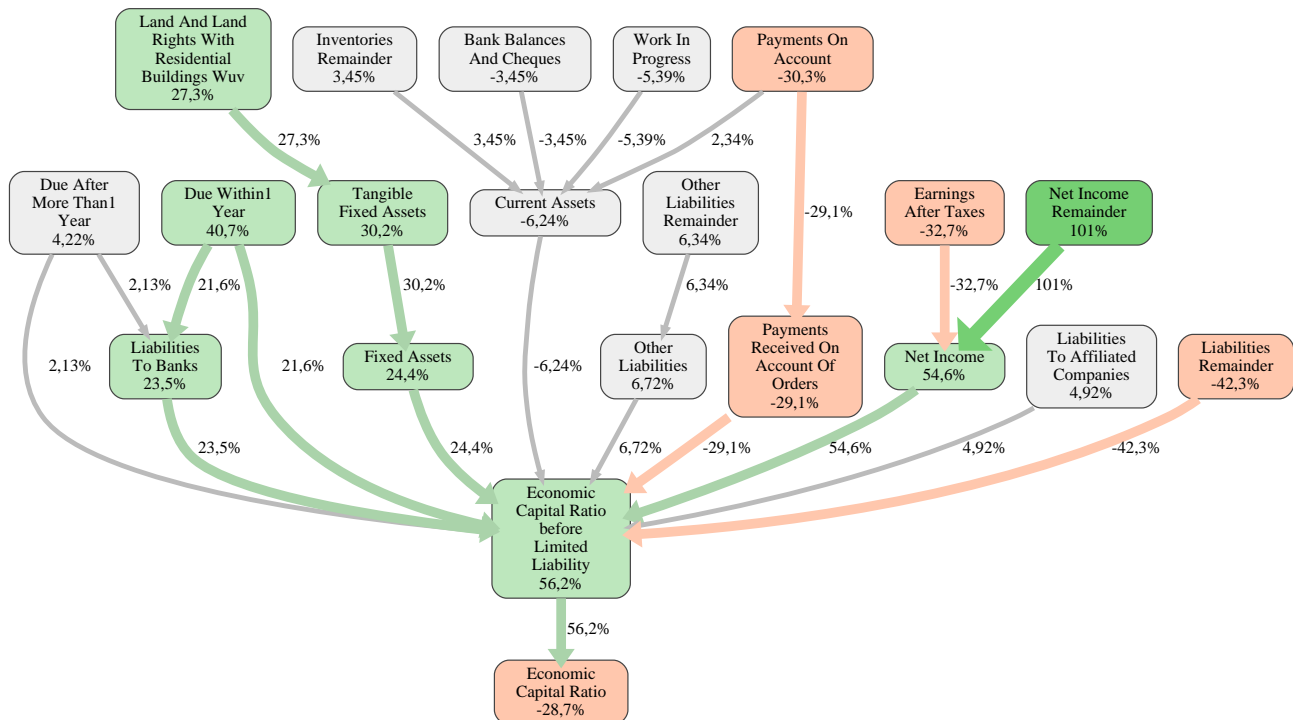 Land And Land
Rights With
Residential
Buildings Wuv
27,3%
Inventories
Remainder
3,45%
Bank Balances
And Cheques
-3,45%
Work In
Progress
-5,39%
Payments On
Account
-30,3%
27,3%
3,45%
-3,45%
-5,39%
2,34%
Due After
More Than1
Year
4,22%
Due Within1
Year
40,7%
Tangible
Fixed Assets
30,2%
Current Assets
-6,24%
Other
Liabilities
Remainder
6,34%
-29,1%
Earnings
After Taxes
-32,7%
Net Income
Remainder
101%
2,13%
21,6%
30,2%
6,34%
-32,7%
101%
2,13%
Liabilities
To Banks
23,5%
21,6%
Fixed Assets
24,4%
-6,24%
Other
Liabilities
6,72%
Payments
Received On
Account Of
Orders
-29,1%
Net Income
54,6%
Liabilities
To Affiliated
Companies
4,92%
Liabilities
Remainder
-42,3%
23,5%
24,4%
6,72%
-29,1%
54,6%
4,92%
-42,3%
Economic
Capital Ratio
before
Limited
Liability
56,2%
56,2%
Economic
Capital Ratio
-28,7%